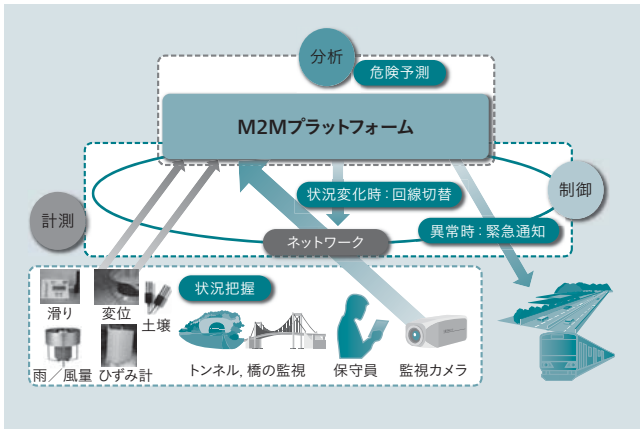 分析
危険予測
M2Mプラットフォーム
状況変化時：回線切替
制御
計測
異常時：緊急通知
ネットワーク
状況把握
滑り
変位
土壌
雨／風量
ひずみ計
トンネル，橋の監視
保守員
監視カメラ